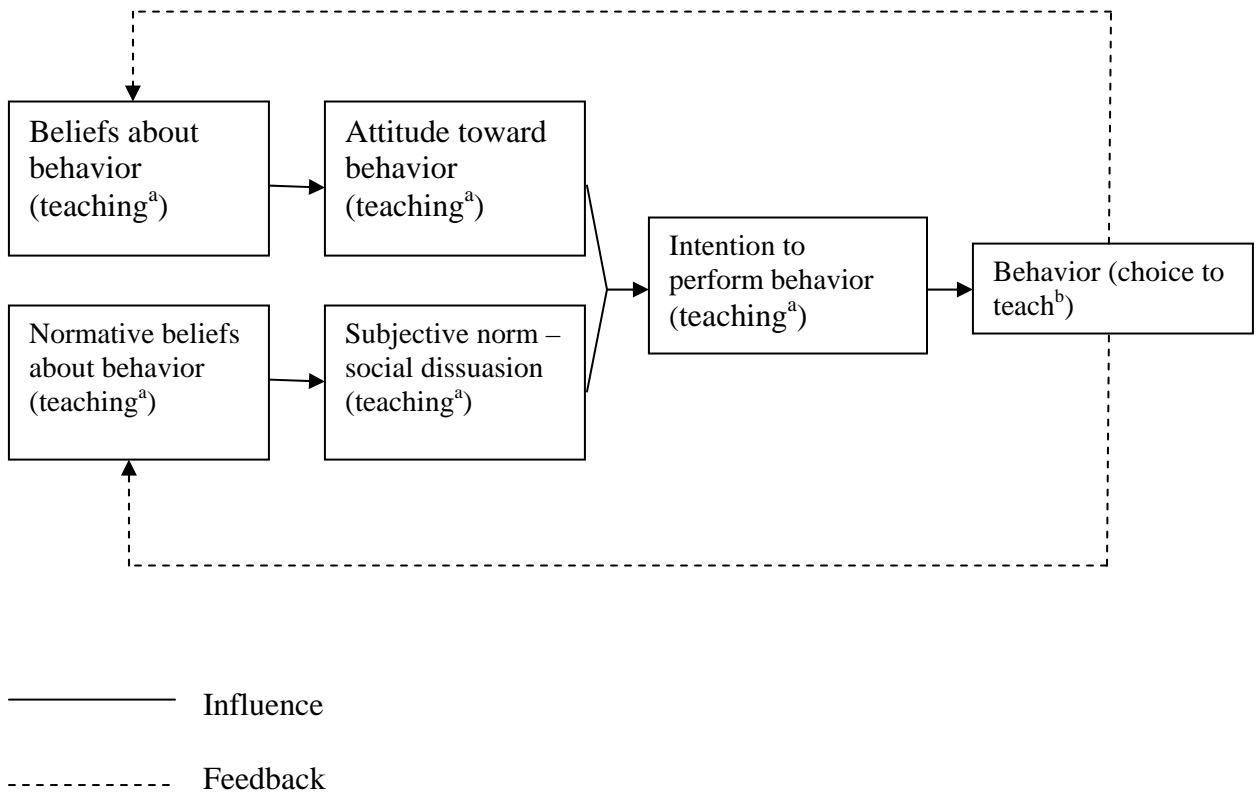 Beliefs about
behavior
(teachingᵃ)
Attitude toward
behavior
(teachingᵃ)
Intention to
perform behavior
(teachingᵃ)
Behavior (choice to
teachᵇ)
Normative beliefs
about behavior
(teachingᵃ)
Subjective norm –
social dissuasion
(teachingᵃ)
Influence
Feedback